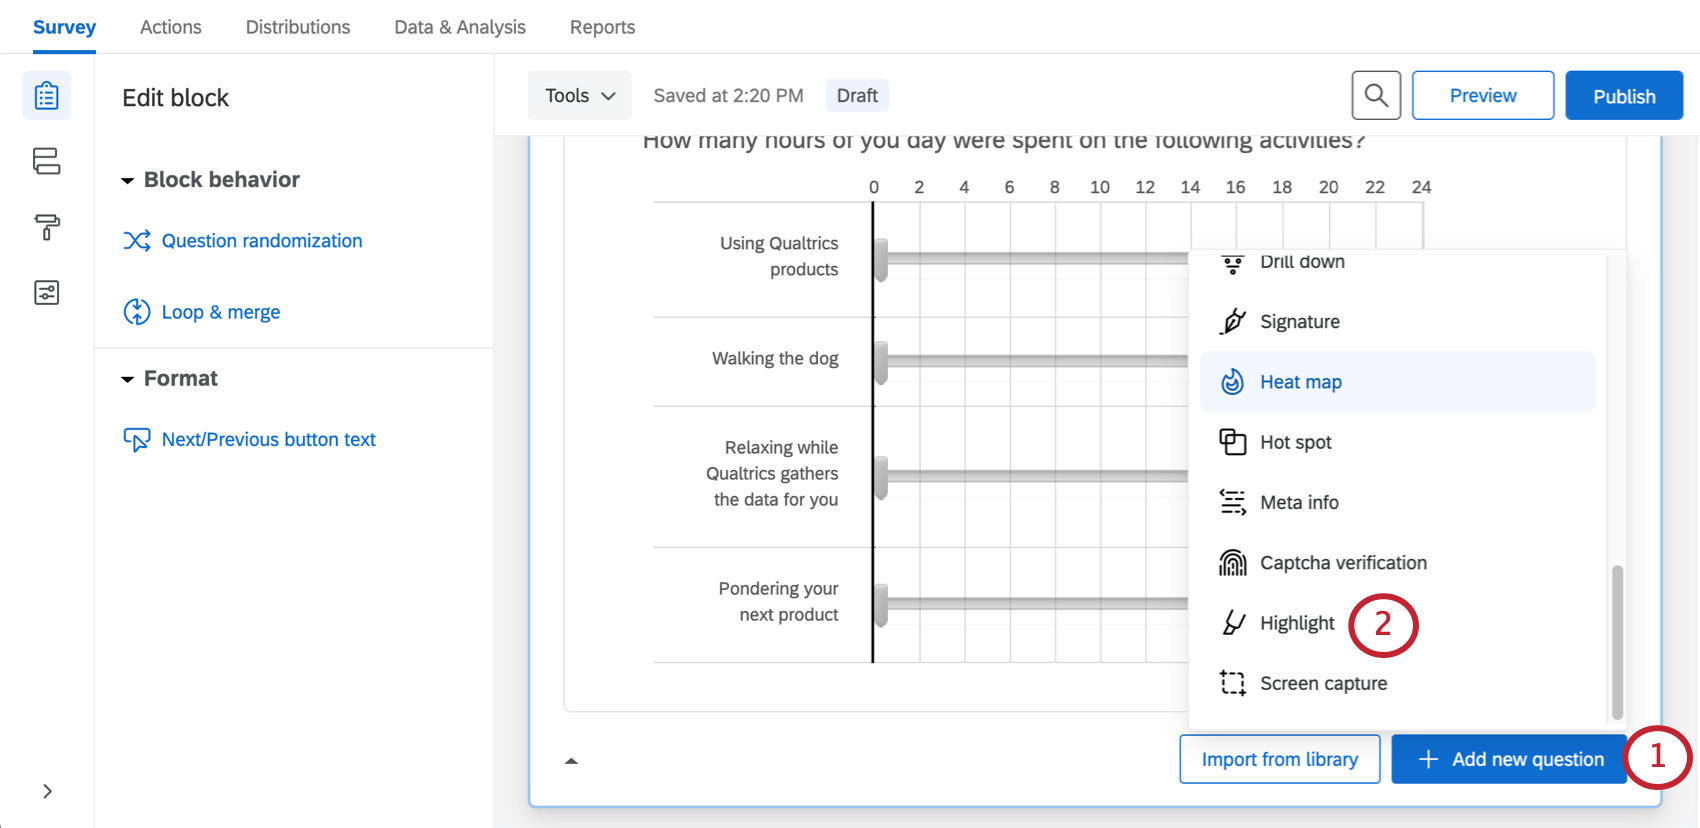 Survey Actions Distributions Data & Analysis Reports
Edit block
Block behavior
Question randomization
Loop & merge
Format
Next/Previous button text
Tools Saved at 2:20 PM Draft Preview Publish
How many hours of you day were spent on the following activities?
0 2 4 6 8 10 12 14 16 18 20 22 24
Using Qualtrics
products
Walking the dog
Relaxing while
Qualtrics gathers
the data for you
Pondering your
next product
Drill down
Signature
Heat map
Hot spot
Meta info
Captcha verification
Highlight 2
Screen capture
Import from library + Add new question 1